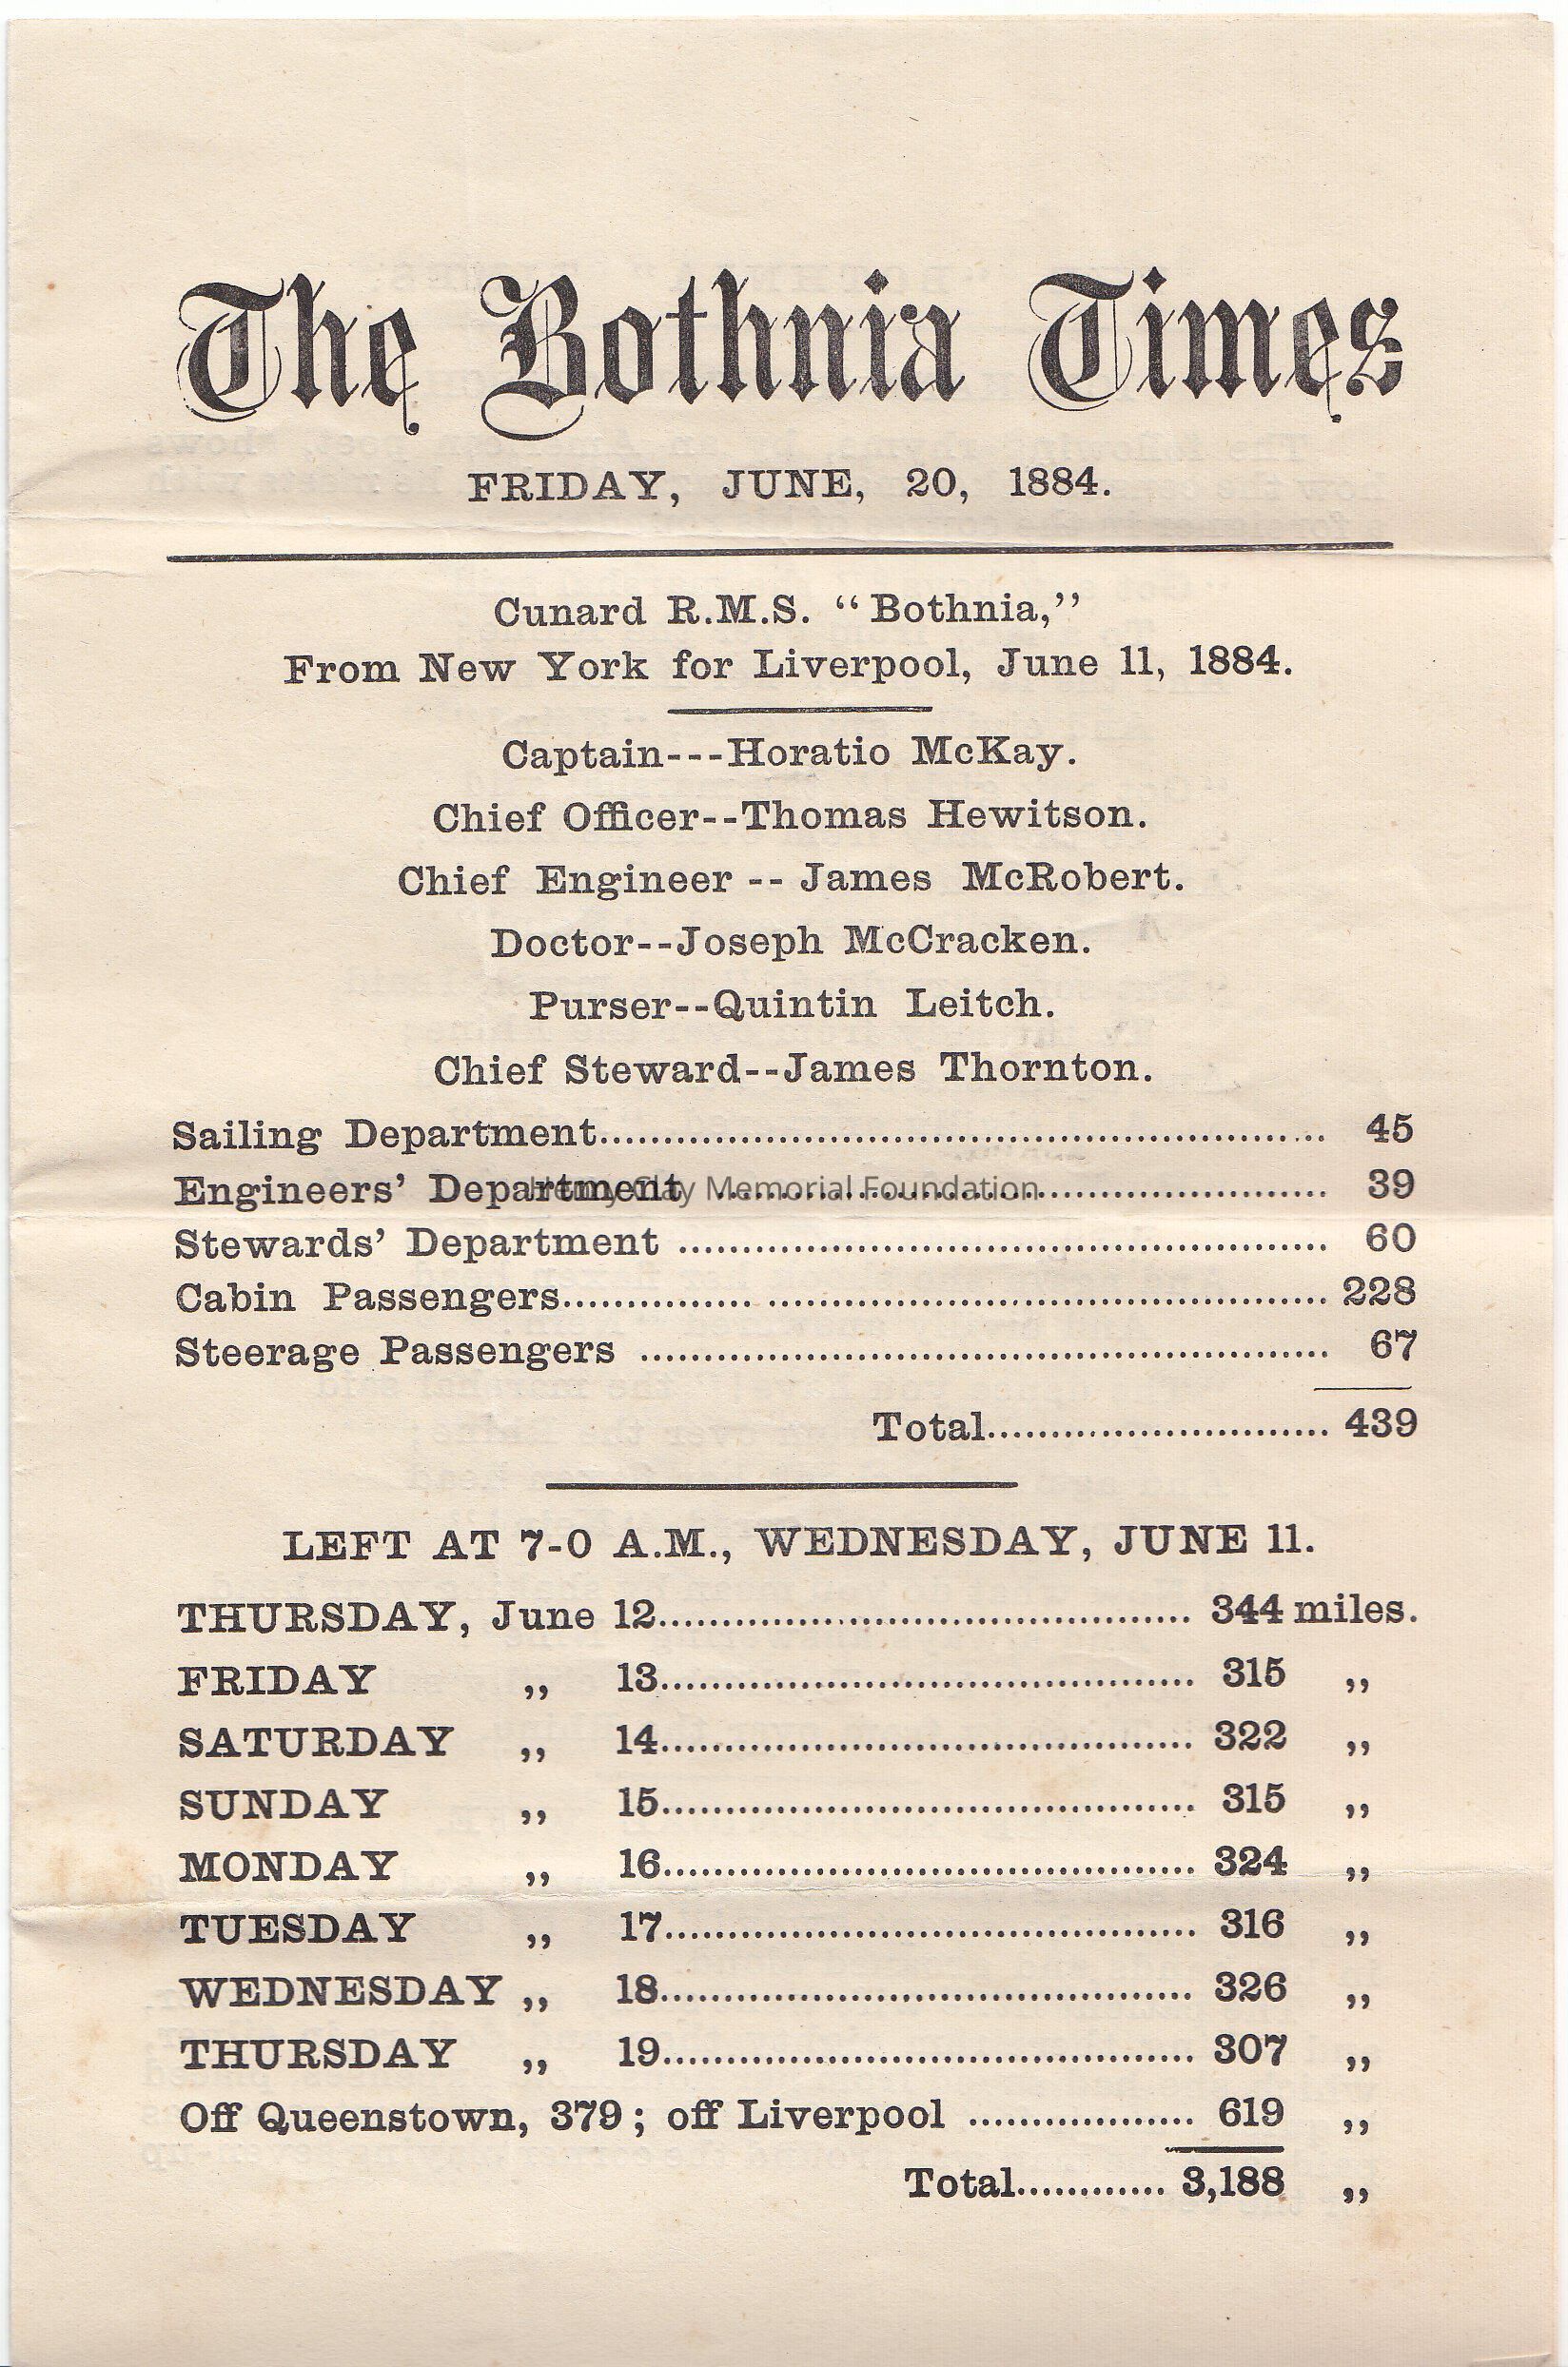 The Bothnia Times
FRIDAY, JUNE, 20, 1884.
Cunard R.M.S. “Bothnia,”
From New York for Liverpool, June 11, 1884.
Captain---Horatio McKay.
Chief Officer--Thomas Hewitson.
Chief Engineer -- James McRobert.
Doctor--Joseph McCracken.
Purser--Quintin Leitch.
Chief Steward--James Thornton.
Sailing Department........................................................ 45
Engineers’ Department ................................................ 39
Henry Clay Memorial Foundation
Stewards’ Department .................................................. 60
Cabin Passengers............... ........................................... 228
Steerage Passengers ...................................................... 67
Total........................... 439
LEFT AT 7-0 A.M., WEDNESDAY, JUNE 11.
THURSDAY, June 12.......................................... 344 miles.
FRIDAY ,, 13.......................................... 315 ,,
SATURDAY ,, 14.......................................... 322 ,,
SUNDAY ,, 15.......................................... 315 ,,
MONDAY ,, 16.......................................... 324 ,,
TUESDAY ,, 17.......................................... 316 ,,
WEDNESDAY ,, 18.......................................... 326 ,,
THURSDAY ,, 19.......................................... 307 ,,
Off Queenstown, 379; off Liverpool .................. 619 ,,
Total............ 3,188 ,,